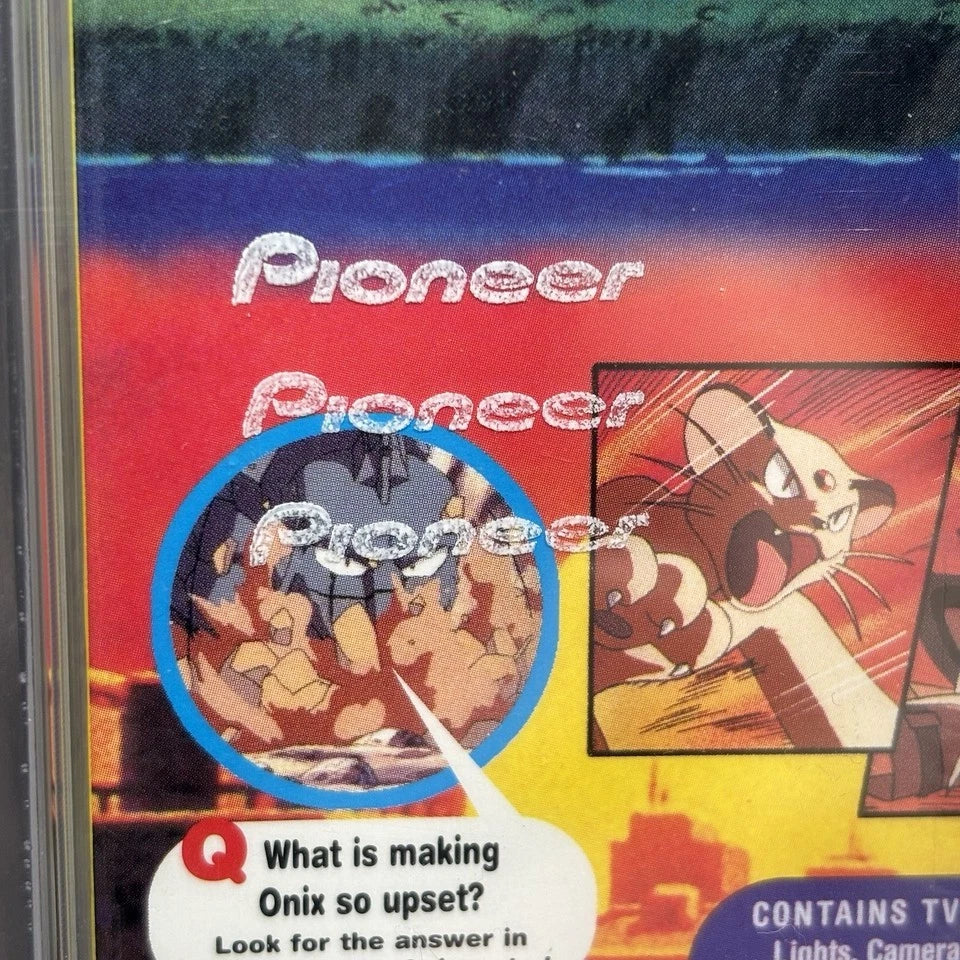 Pioneer
Pioneer
Pioneer
Q What is making
Onix so upset?
Look for the answer in
CONTAINS TV
Lights, Camera